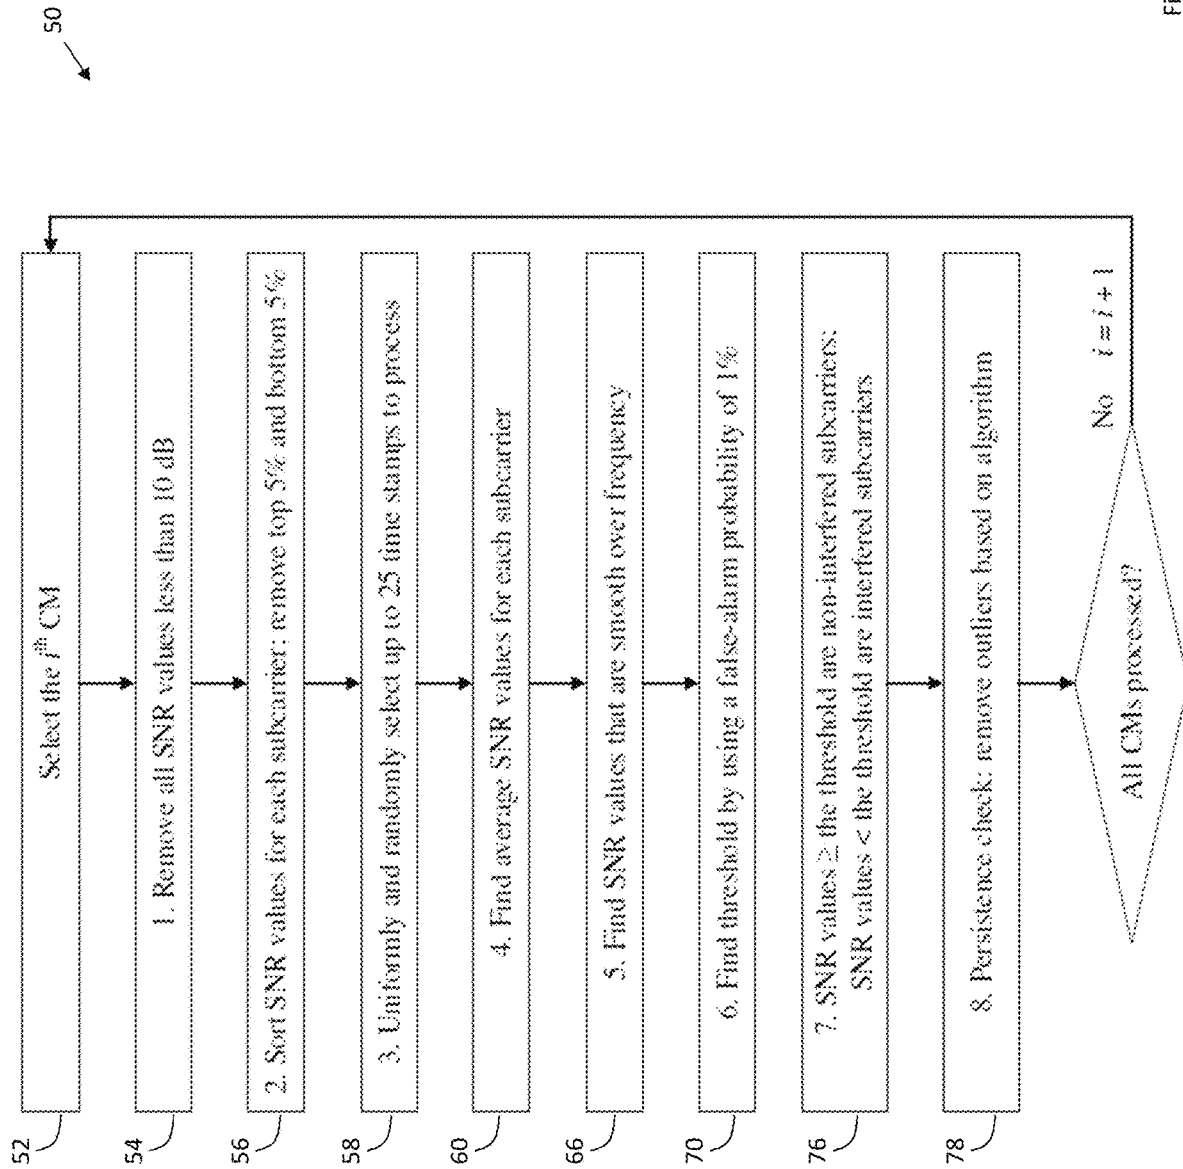 50
52
Select the iᵗʰ CM
54
1. Remove all SNR values less than 10 dB
56
2. Sort SNR values for each subcarrier; remove top 5% and bottom 5%
58
3. Uniformly and randomly select up to 25 time stamps to process
60
4. Find average SNR values for each subcarrier
66
5. Find SNR values that are smooth over frequency
70
6. Find threshold by using a false-alarm probability of 1%
76
7. SNR values ≥ the threshold are non-interfered subcarriers;
SNR values < the threshold are interfered subcarriers
78
8. Persistence check: remove outliers based on algorithm
All CMs processed?
No i = i + 1